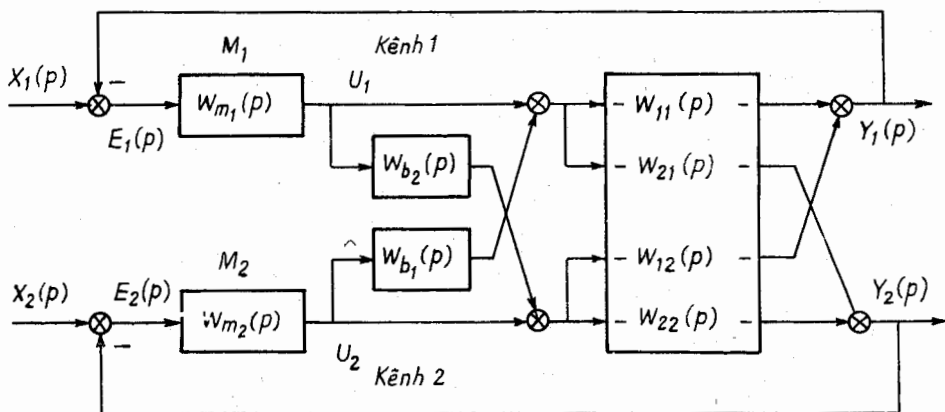 M₁
Kênh 1
X₁(p)
−
W_m₁(p)
U₁
E₁(p)
− W₁₁(p) −
Y₁(p)
W_b₂(p)
− W₂₁(p) −
W_b₁(p)
− W₁₂(p) −
M₂
X₂(p)
E₂(p)
Y₂(p)
W_m₂(p)
− W₂₂(p) −
−
U₂
Kênh 2